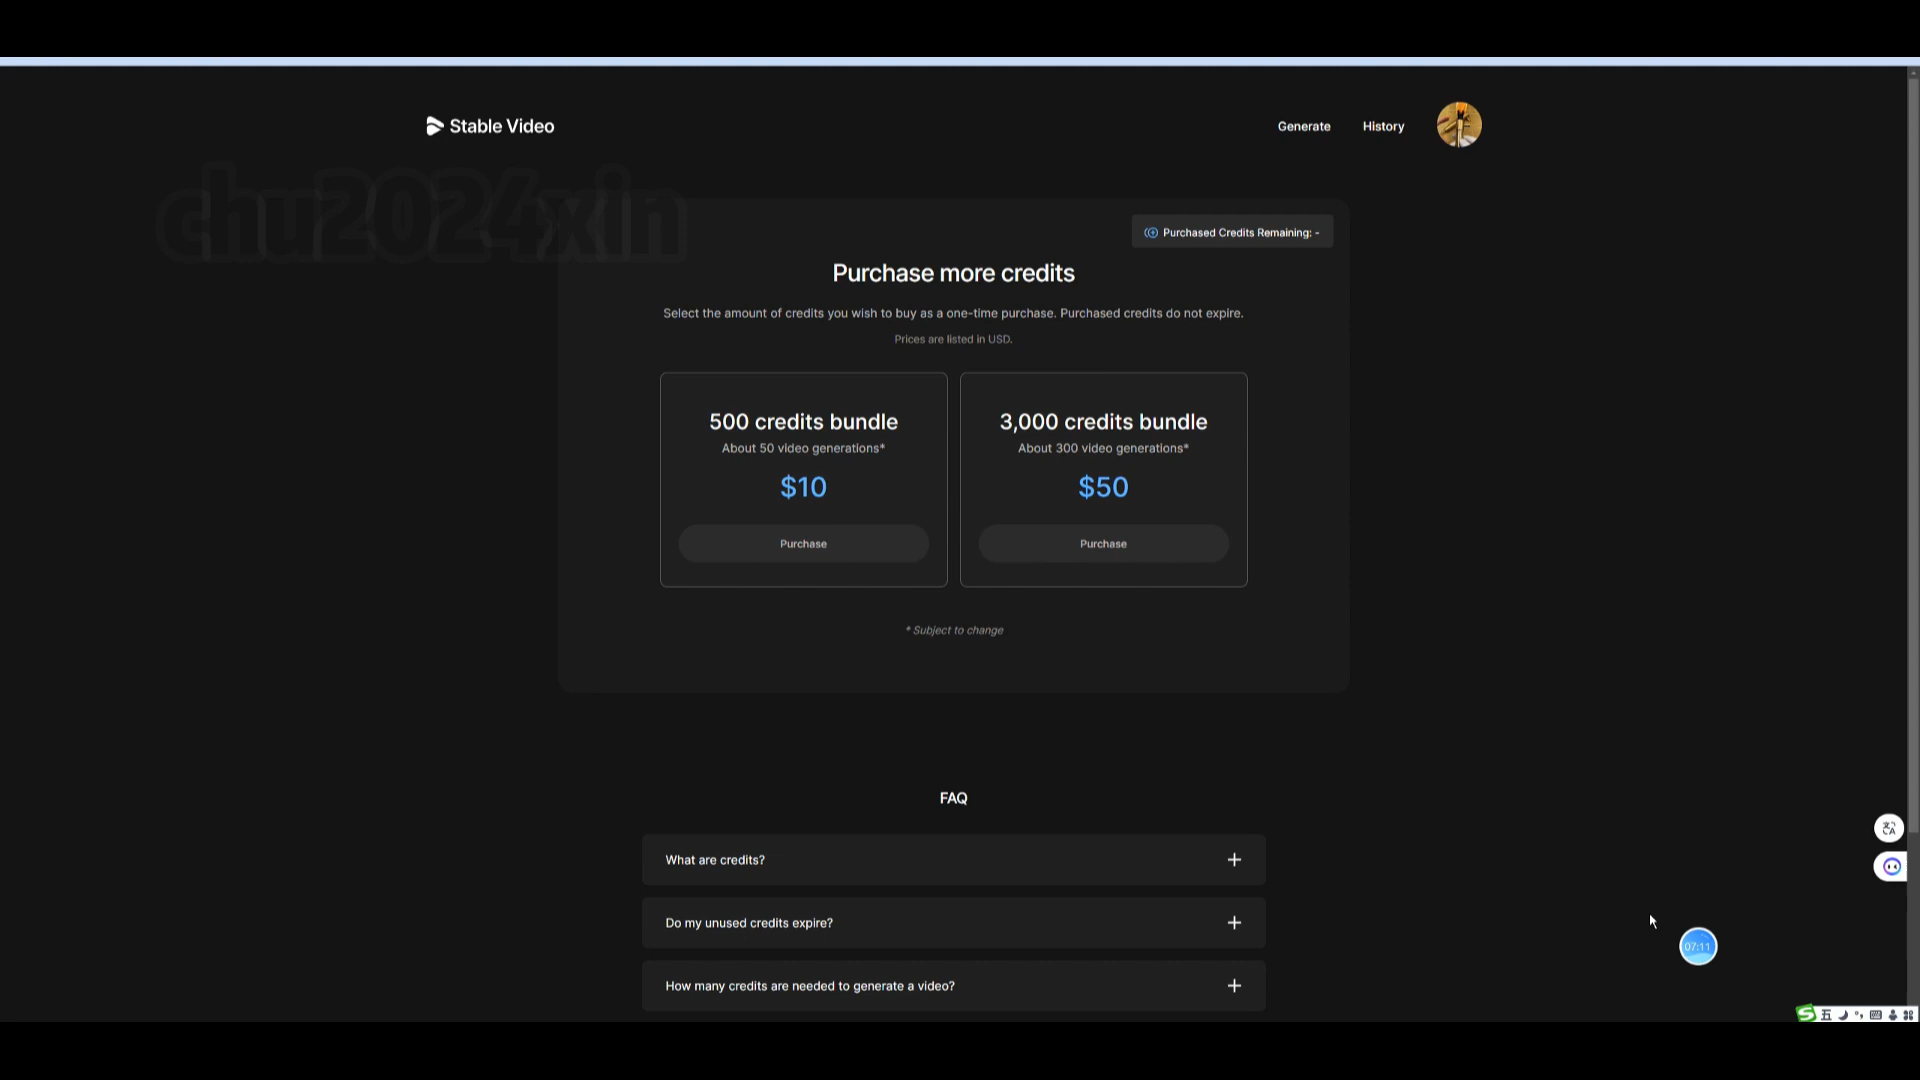 Stable Video
Generate
History
chu2024xin
Purchased Credits Remaining: -
Purchase more credits
Select the amount of credits you wish to buy as a one-time purchase. Purchased credits do not expire.
Prices are listed in USD.
500 credits bundle
About 50 video generations*
$10
Purchase
3,000 credits bundle
About 300 video generations*
$50
Purchase
* Subject to change
FAQ
What are credits?
Do my unused credits expire?
How many credits are needed to generate a video?
07:11
五